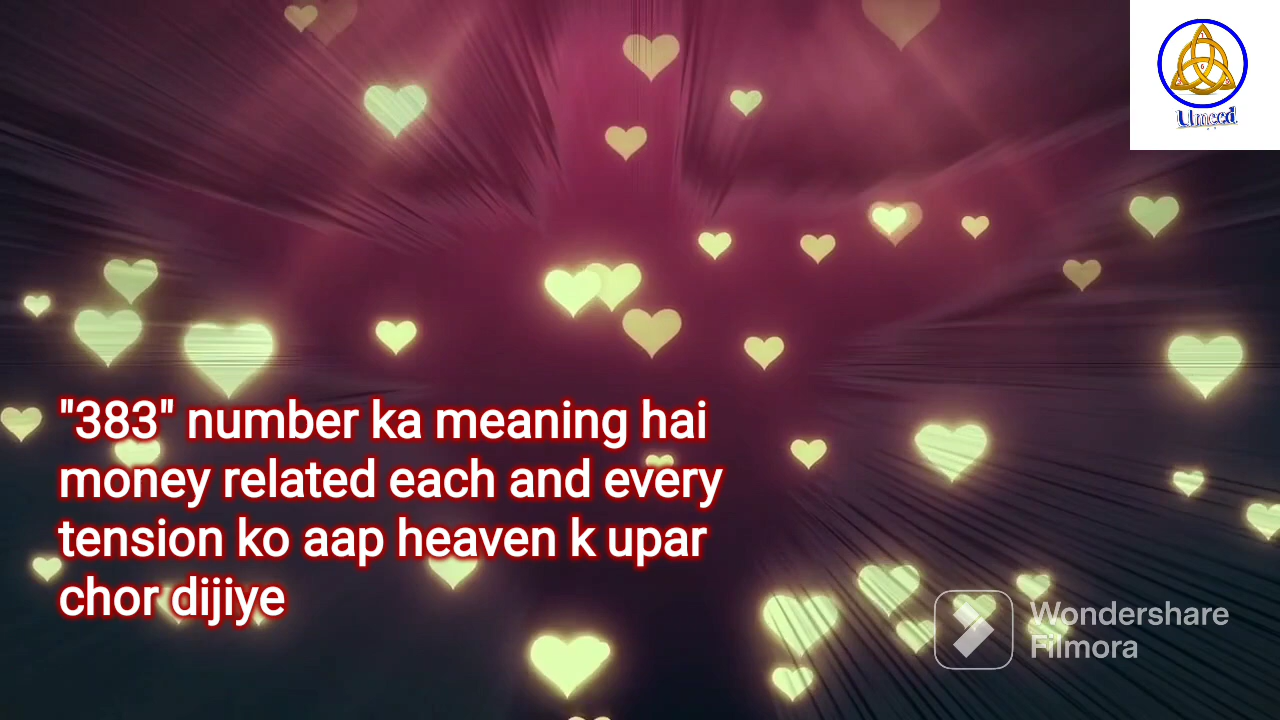 Umeed
"383" number ka meaning hai
money related each and every
tension ko aap heaven k upar
chor dijiye
Wondershare
Filmora